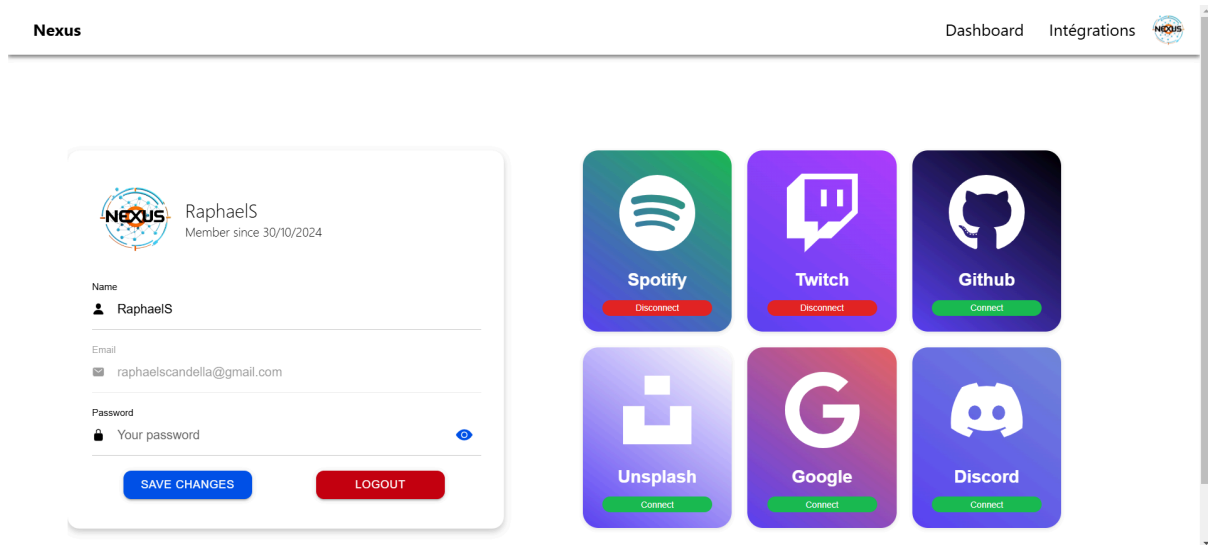 Nexus
Dashboard
Intégrations
NEXUS
NEXUS
RaphaelS
Member since 30/10/2024
Name
RaphaelS
Email
raphaelscandella@gmail.com
Password
Your password
SAVE CHANGES
LOGOUT
Spotify
Disconnect
Twitch
Disconnect
Github
Connect
Unsplash
Connect
Google
Connect
Discord
Connect